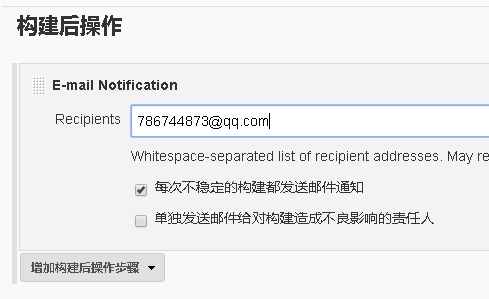 构建后操作
E-mail Notification
Recipients 786744873@qq.com
Whitespace-separated list of recipient addresses. May re
每次不稳定的构建都发送邮件通知
单独发送邮件给对构建造成不良影响的责任人
增加构建后操作步骤